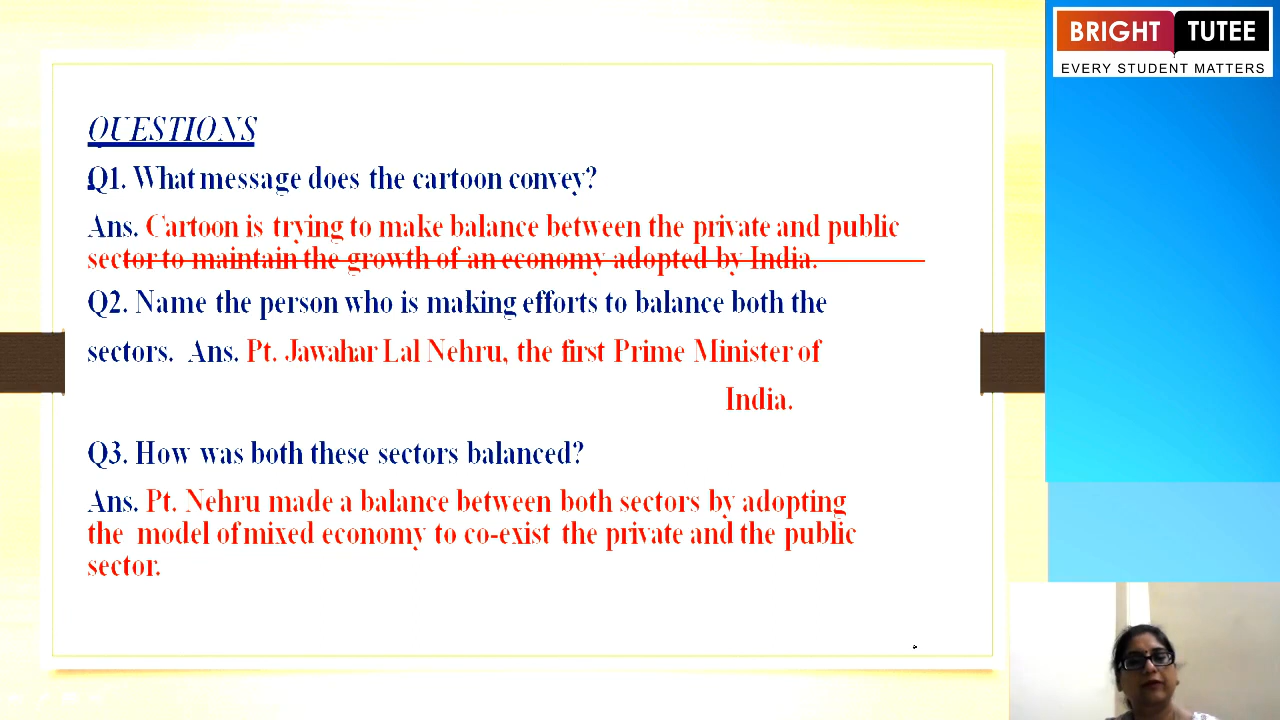 BRIGHT TUTEE
EVERY STUDENT MATTERS
QUESTIONS
Q1. What message does the cartoon convey?
Ans. Cartoon is trying to make balance between the private and public
sector to maintain the growth of an economy adopted by India.
Q2. Name the person who is making efforts to balance both the
sectors. Ans. Pt. Jawahar Lal Nehru, the first Prime Minister of
India.
Q3. How was both these sectors balanced?
Ans. Pt. Nehru made a balance between both sectors by adopting
the model of mixed economy to co-exist the private and the public
sector.